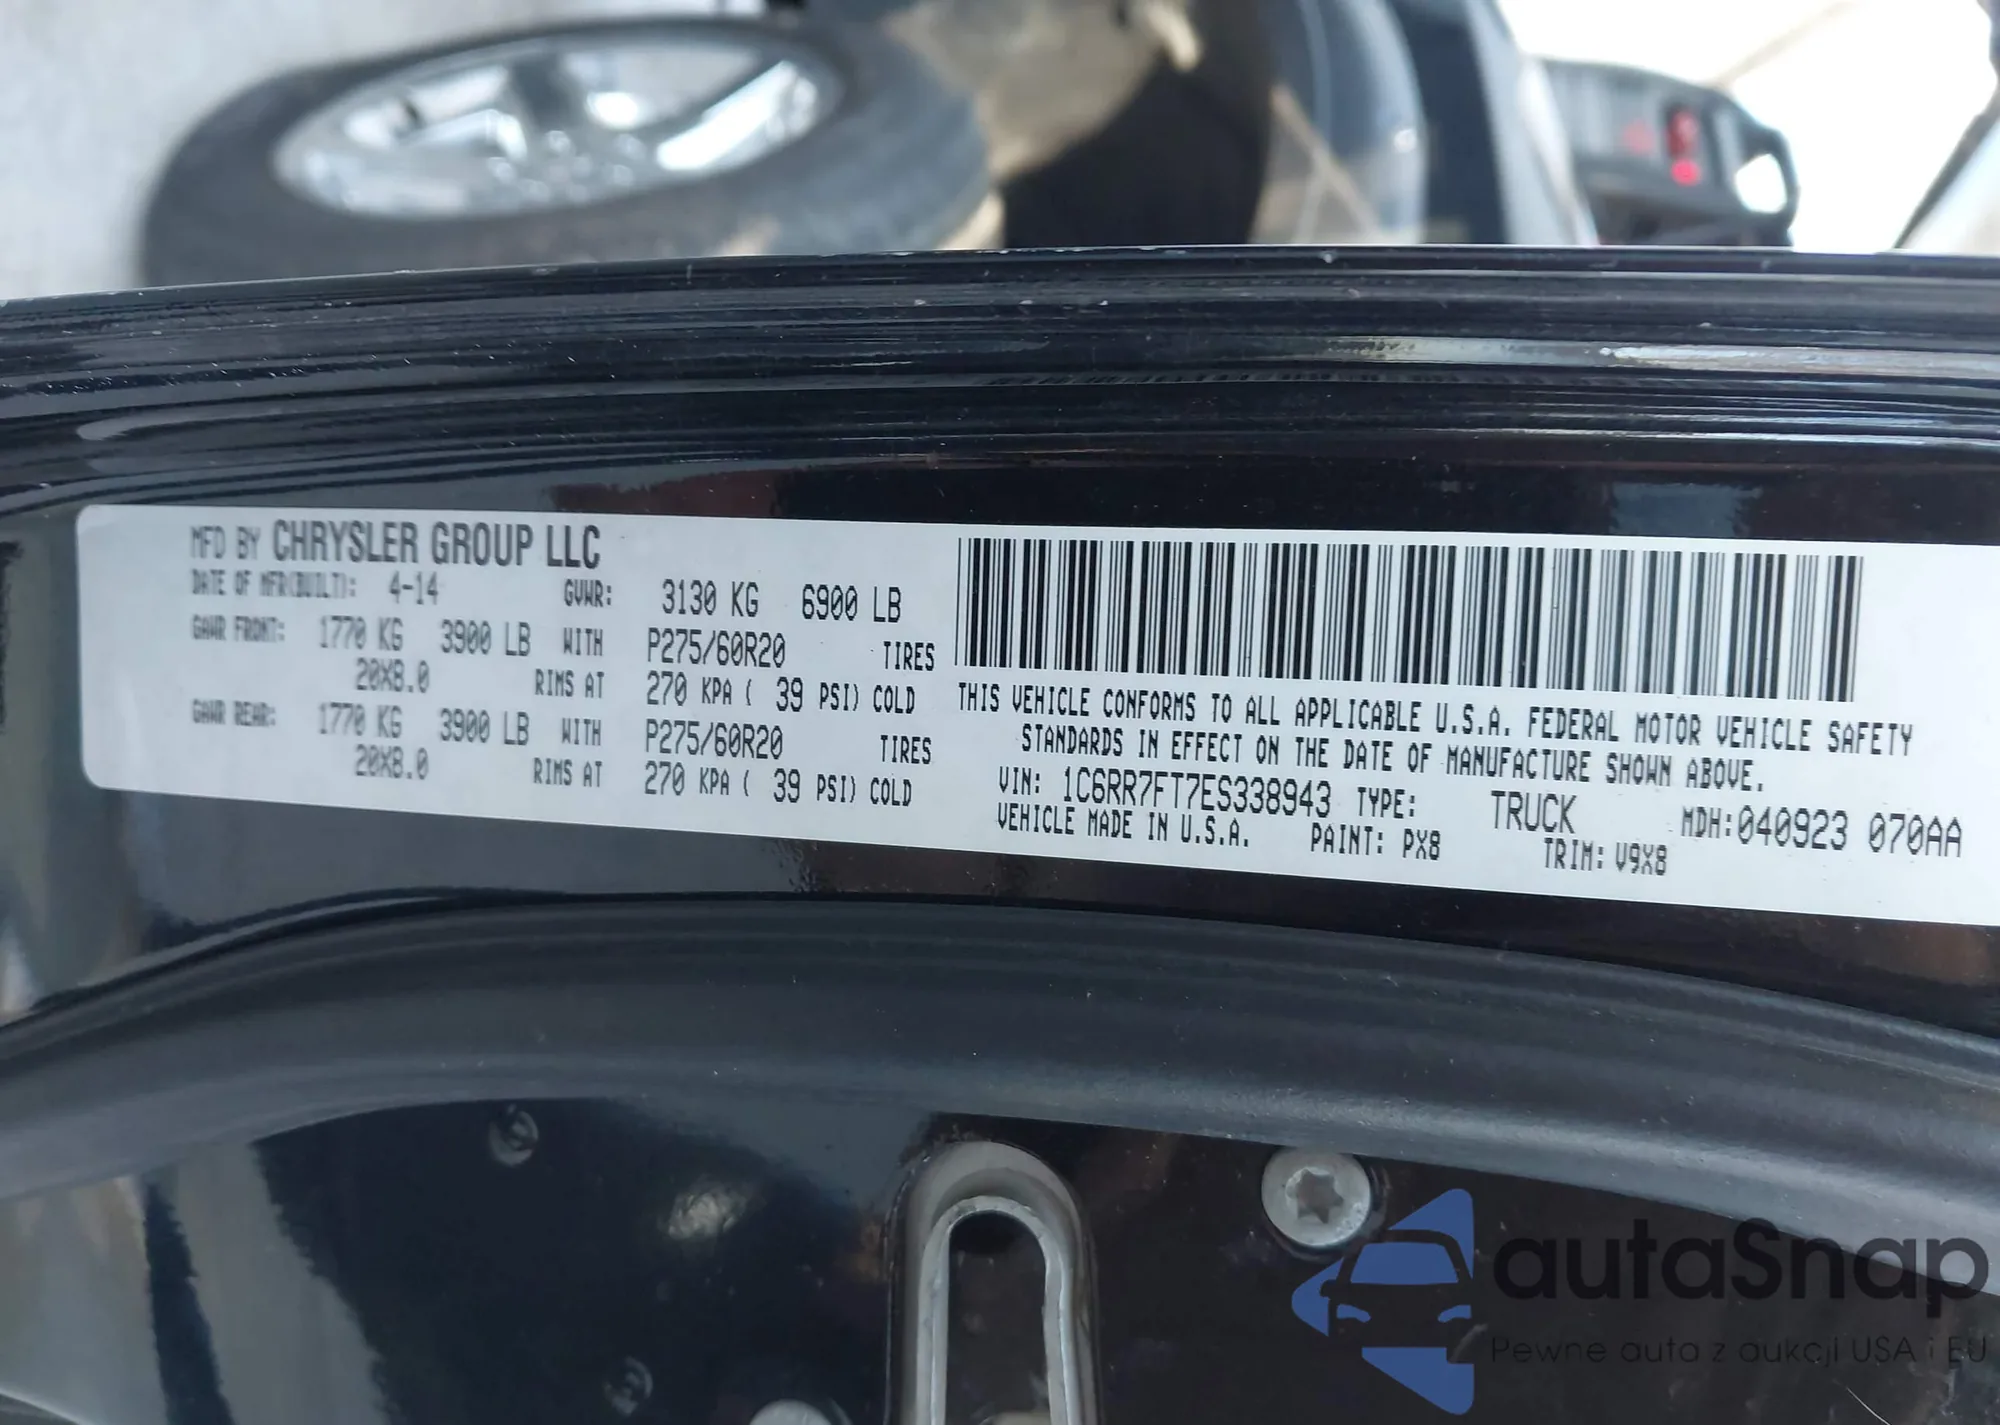 MFD BY CHRYSLER GROUP LLC
DATE OF MFR(BUILT): 4-14 GVWR: 3130 KG 6900 LB
GAWR FRONT: 1770 KG 3900 LB WITH P275/60R20 TIRES
20X8.0 RIMS AT 270 KPA ( 39 PSI) COLD
GAWR REAR: 1770 KG 3900 LB WITH P275/60R20 TIRES
20X8.0 RIMS AT 270 KPA ( 39 PSI) COLD
THIS VEHICLE CONFORMS TO ALL APPLICABLE U.S.A. FEDERAL MOTOR VEHICLE SAFETY
STANDARDS IN EFFECT ON THE DATE OF MANUFACTURE SHOWN ABOVE.
VIN: 1C6RR7FT7ES338943 TYPE: TRUCK MDH:040923 070AA
VEHICLE MADE IN U.S.A. PAINT: PX8 TRIM: V9X8
autaSnap
Pewne auta z aukcji USA i EU